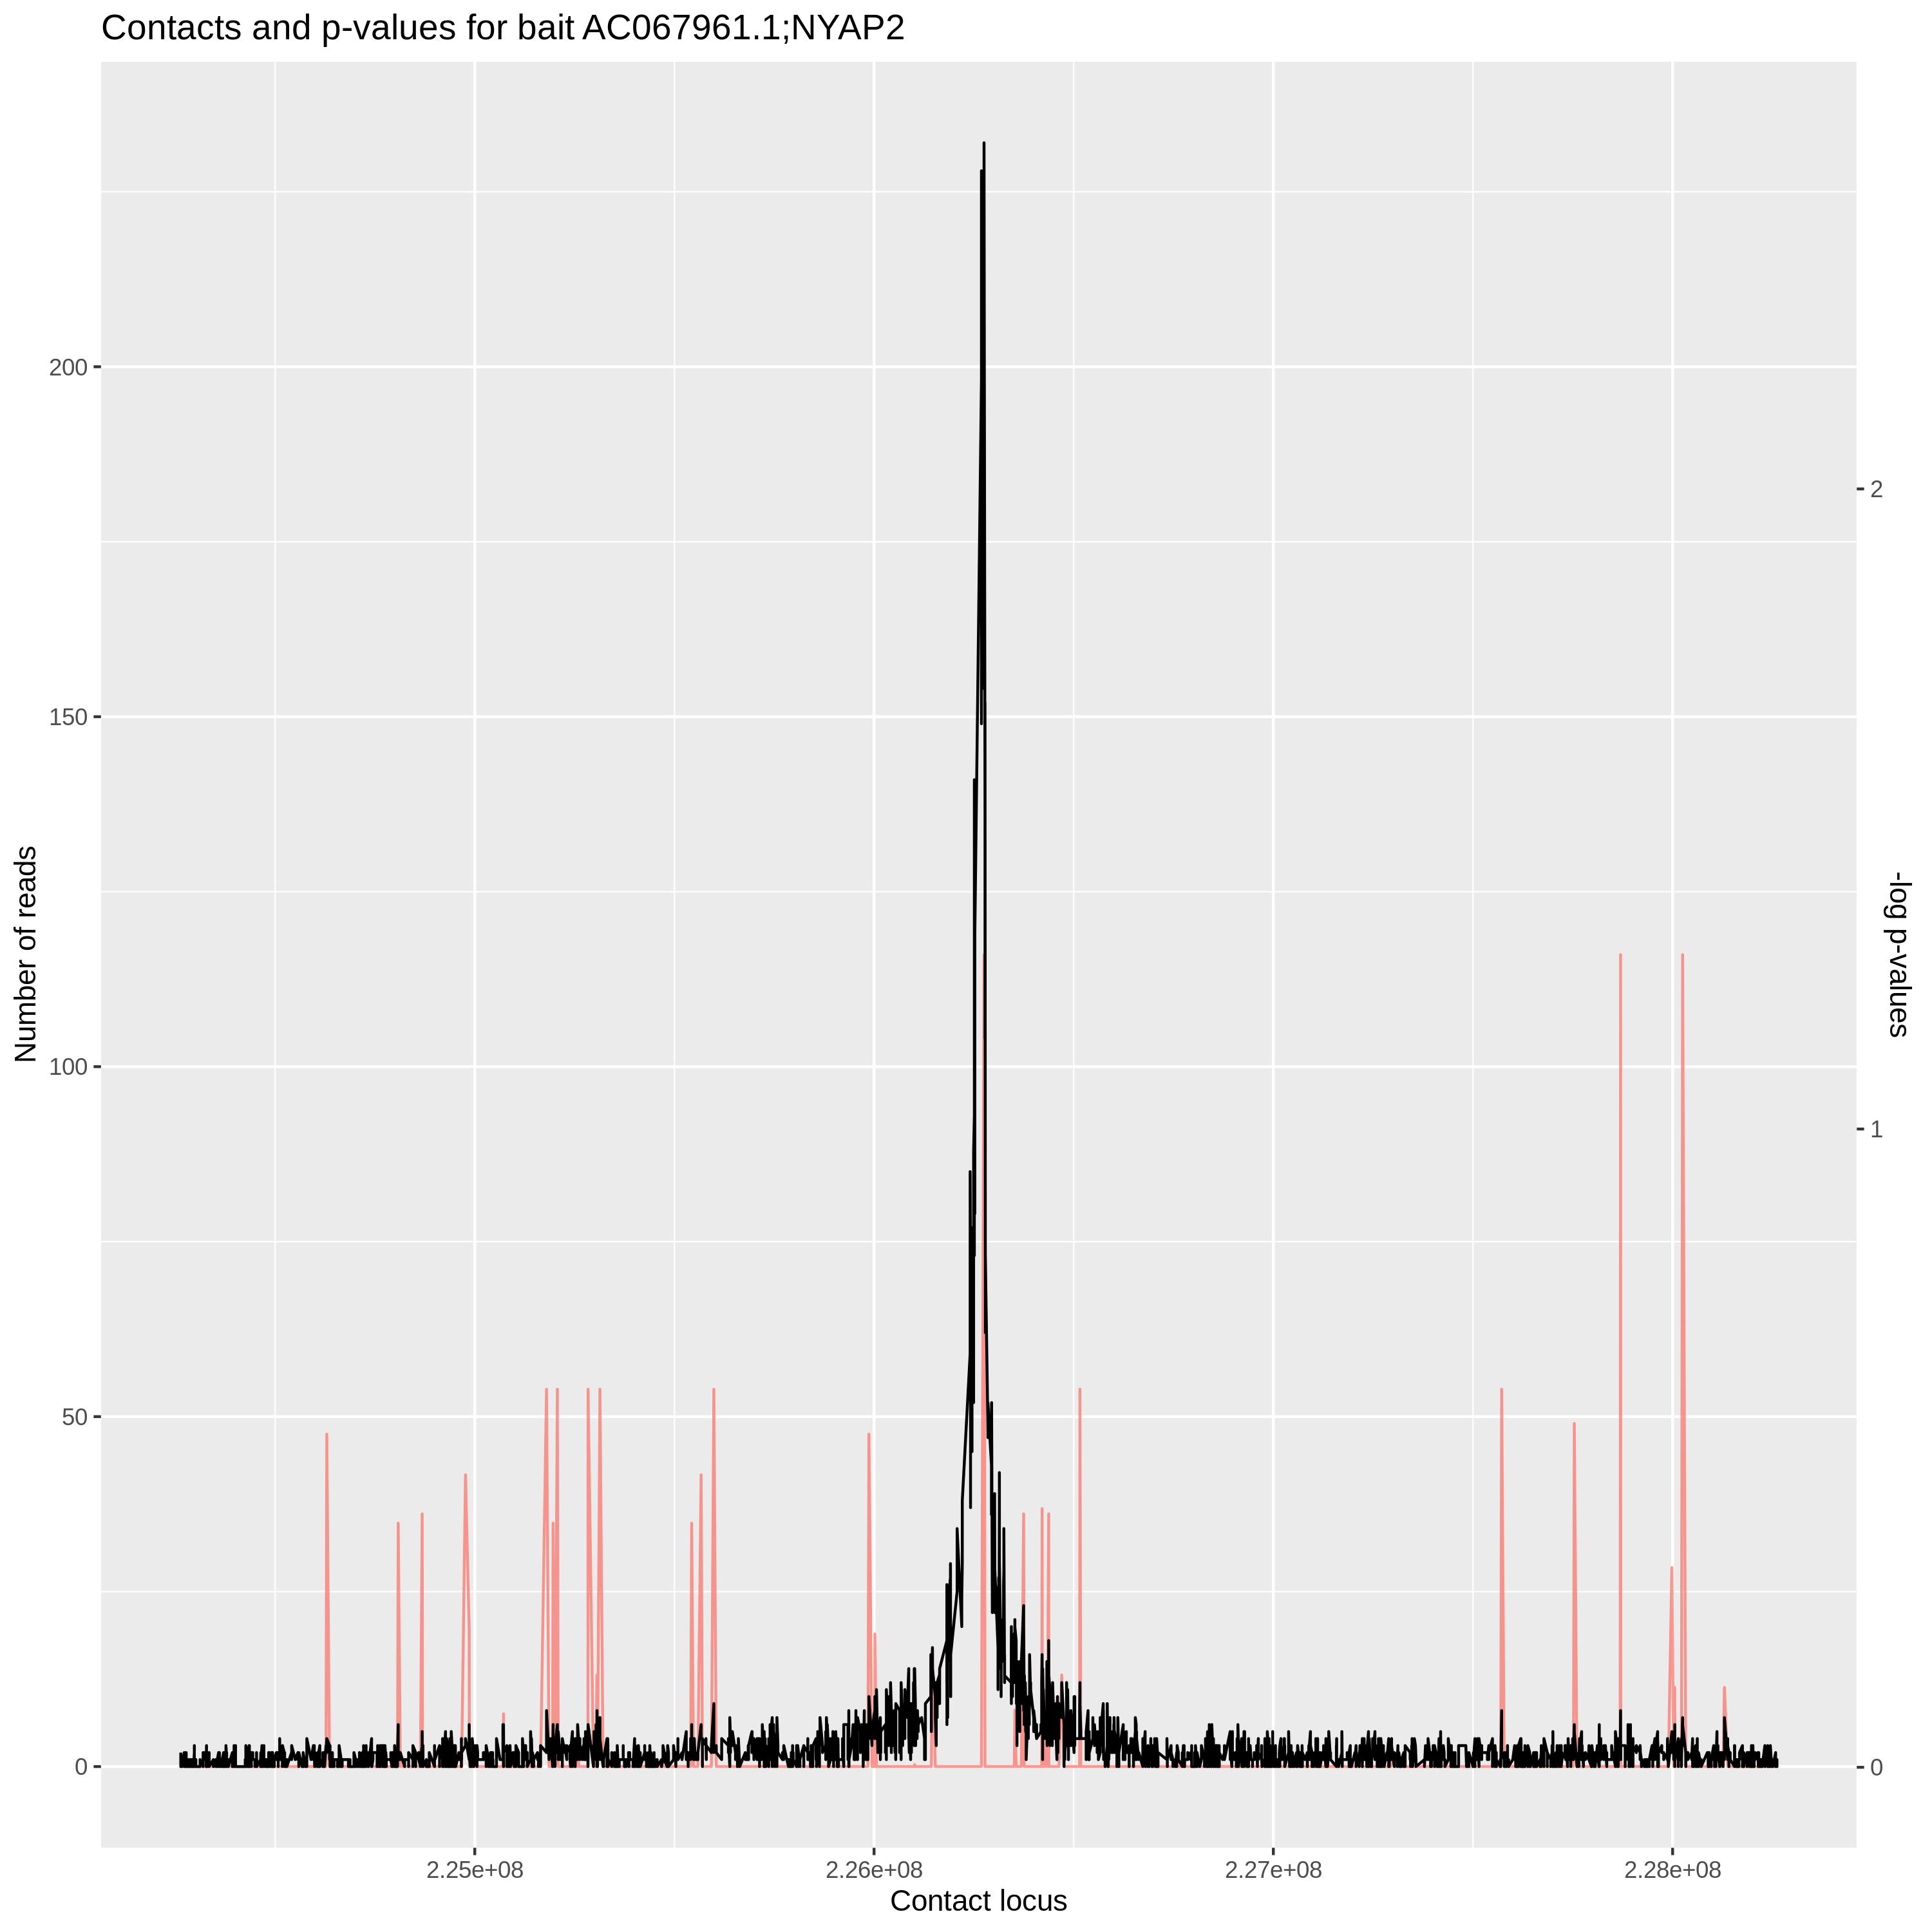 Contacts and p-values for bait AC067961.1;NYAP2
Number of reads
200
150
100
50
0
2
1
0
-log p-values
2.25e+08
2.26e+08
2.27e+08
2.28e+08
Contact locus